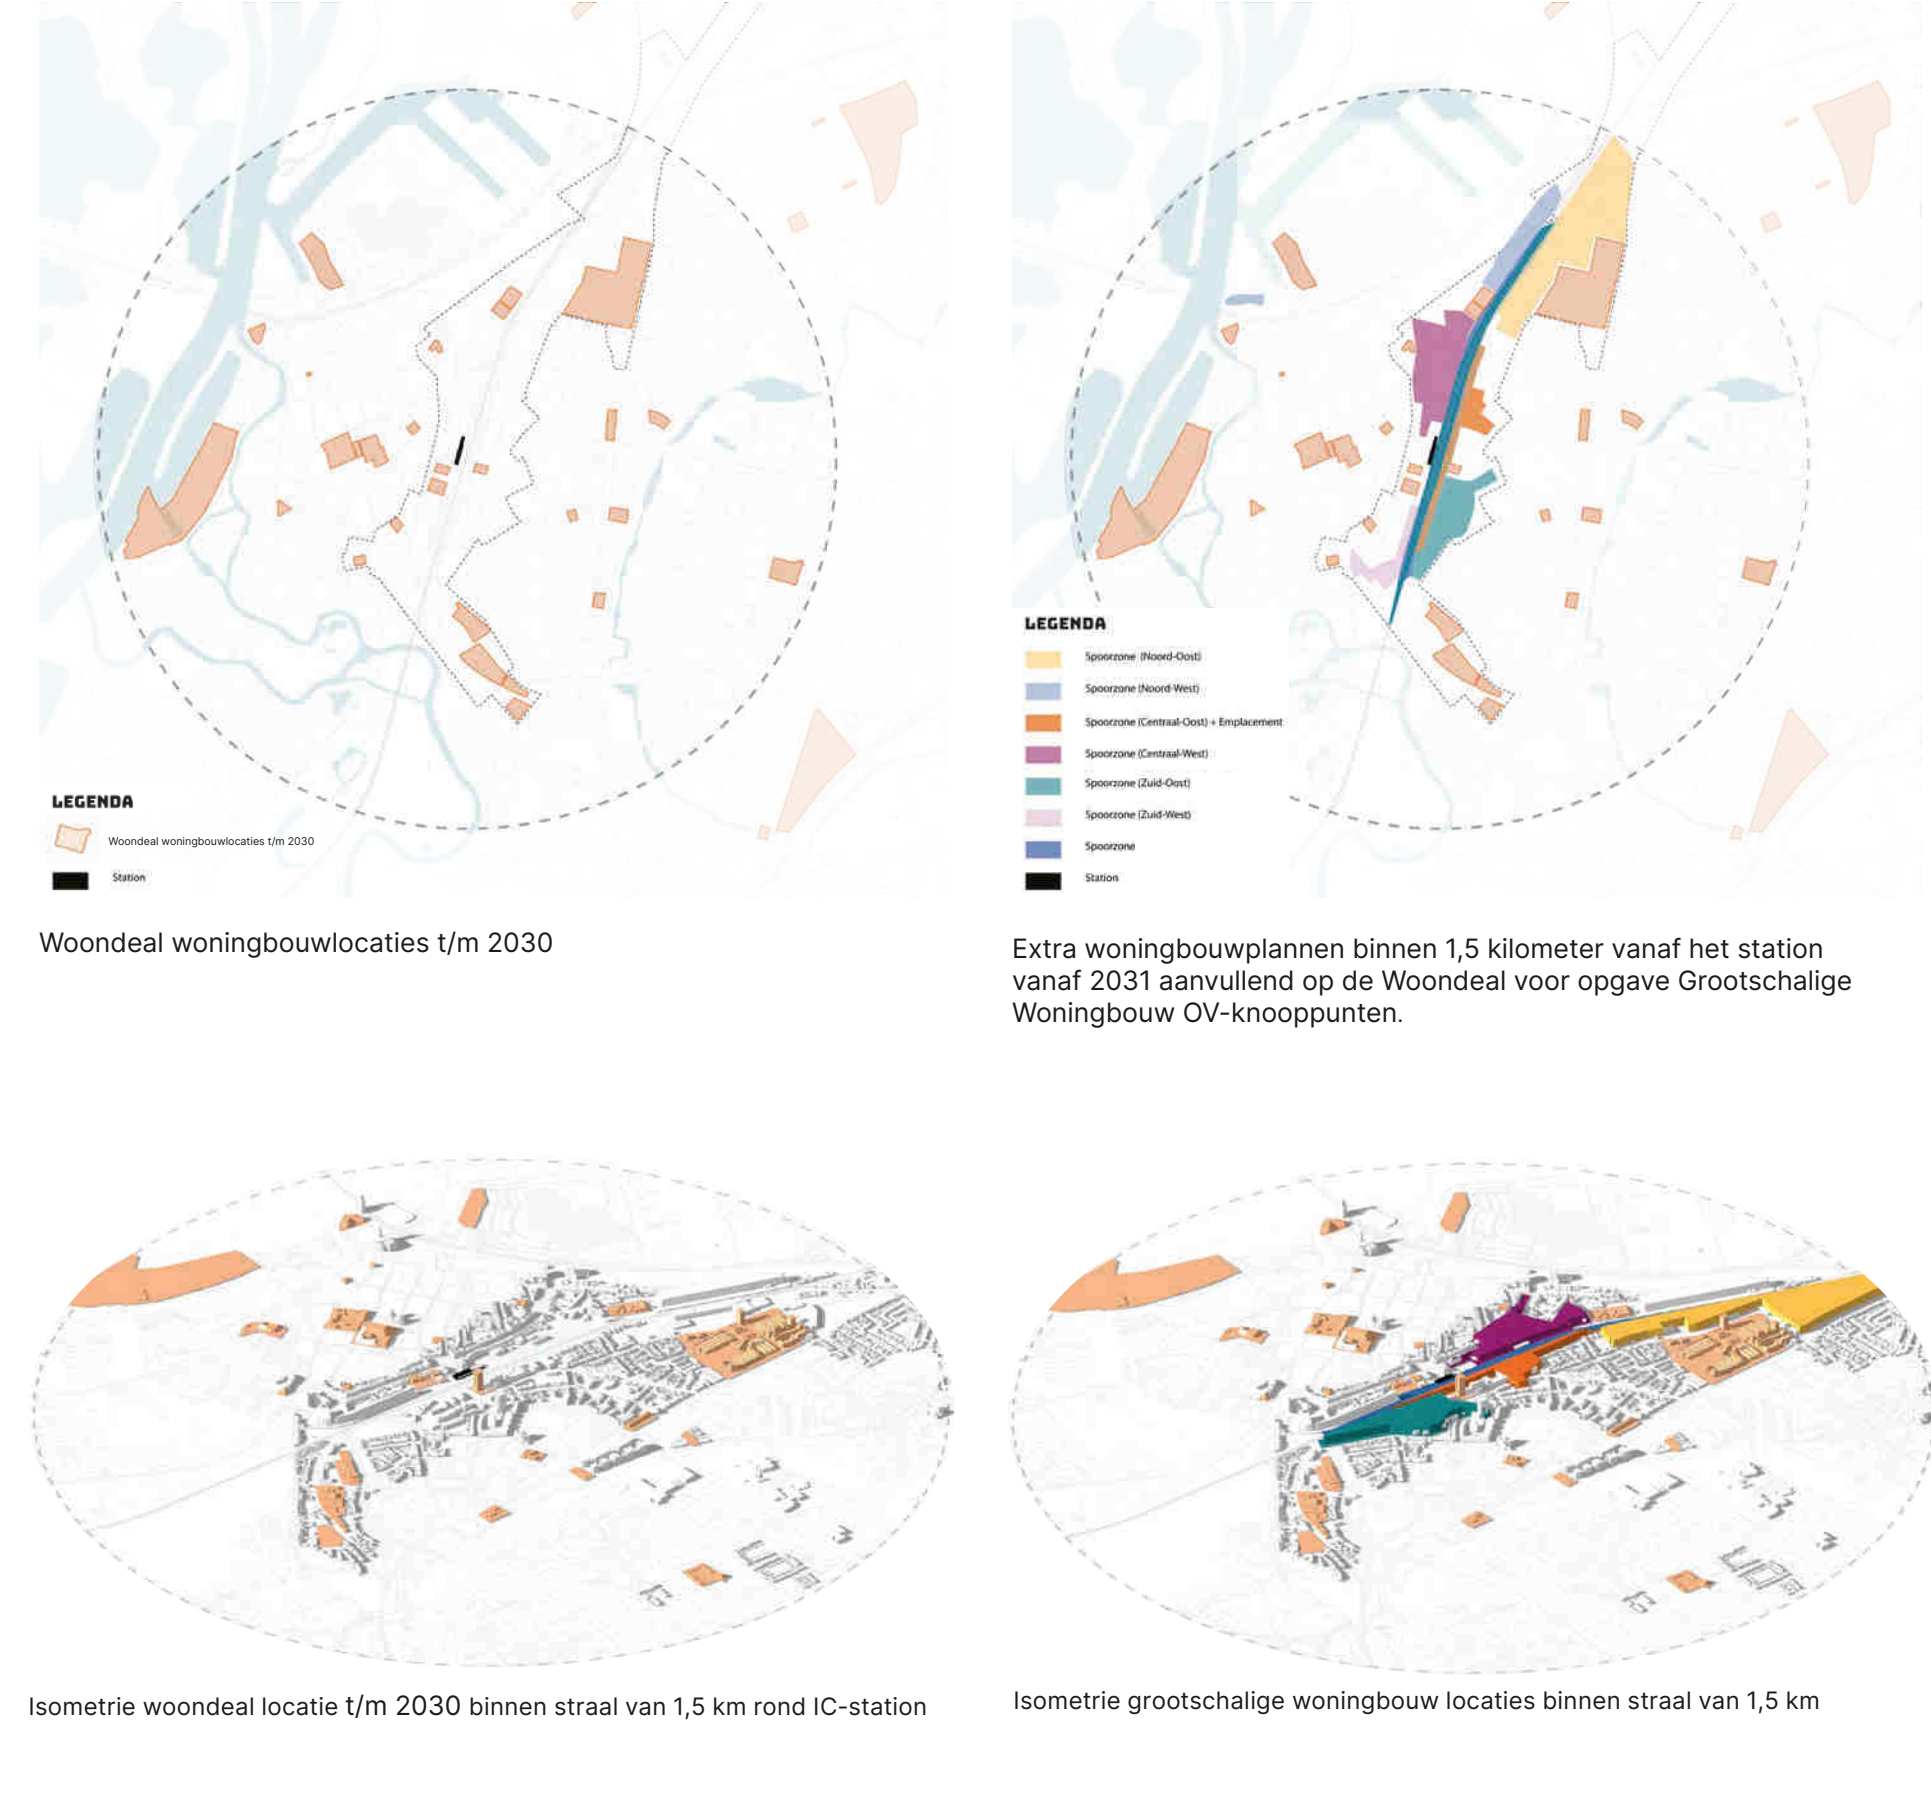 LEGENDA
Woondeal woningbouwlocaties t/m 2030
Station
Woondeal woningbouwlocaties t/m 2030
LEGENDA
Spoorzone (Noord-Oost)
Spoorzone (Noord-West)
Spoorzone (Centraal-Oost) + Emplacement
Spoorzone (Centraal-West)
Spoorzone (Zuid-Oost)
Spoorzone (Zuid-West)
Spoorzone
Station
Extra woningbouwplannen binnen 1,5 kilometer vanaf het station
vanaf 2031 aanvullend op de Woondeal voor opgave Grootschalige
Woningbouw OV-knooppunten.
Isometrie woondeal locatie t/m 2030 binnen straal van 1,5 km rond IC-station
Isometrie grootschalige woningbouw locaties binnen straal van 1,5 km